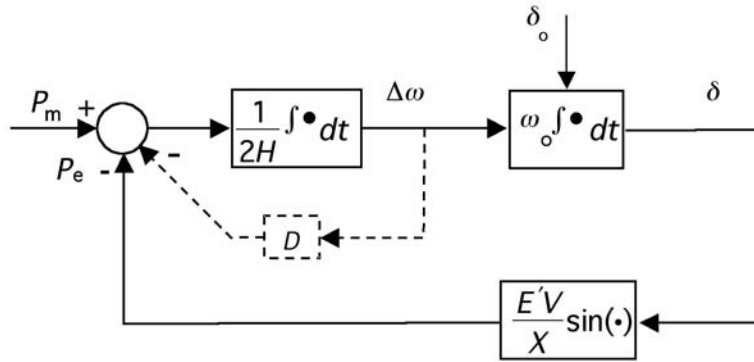 δₒ
Pₘ
+
1/2H ∫ • dt
Δω
ωₒ ∫ • dt
δ
Pₑ
-
-
D
E′V/X sin(•)